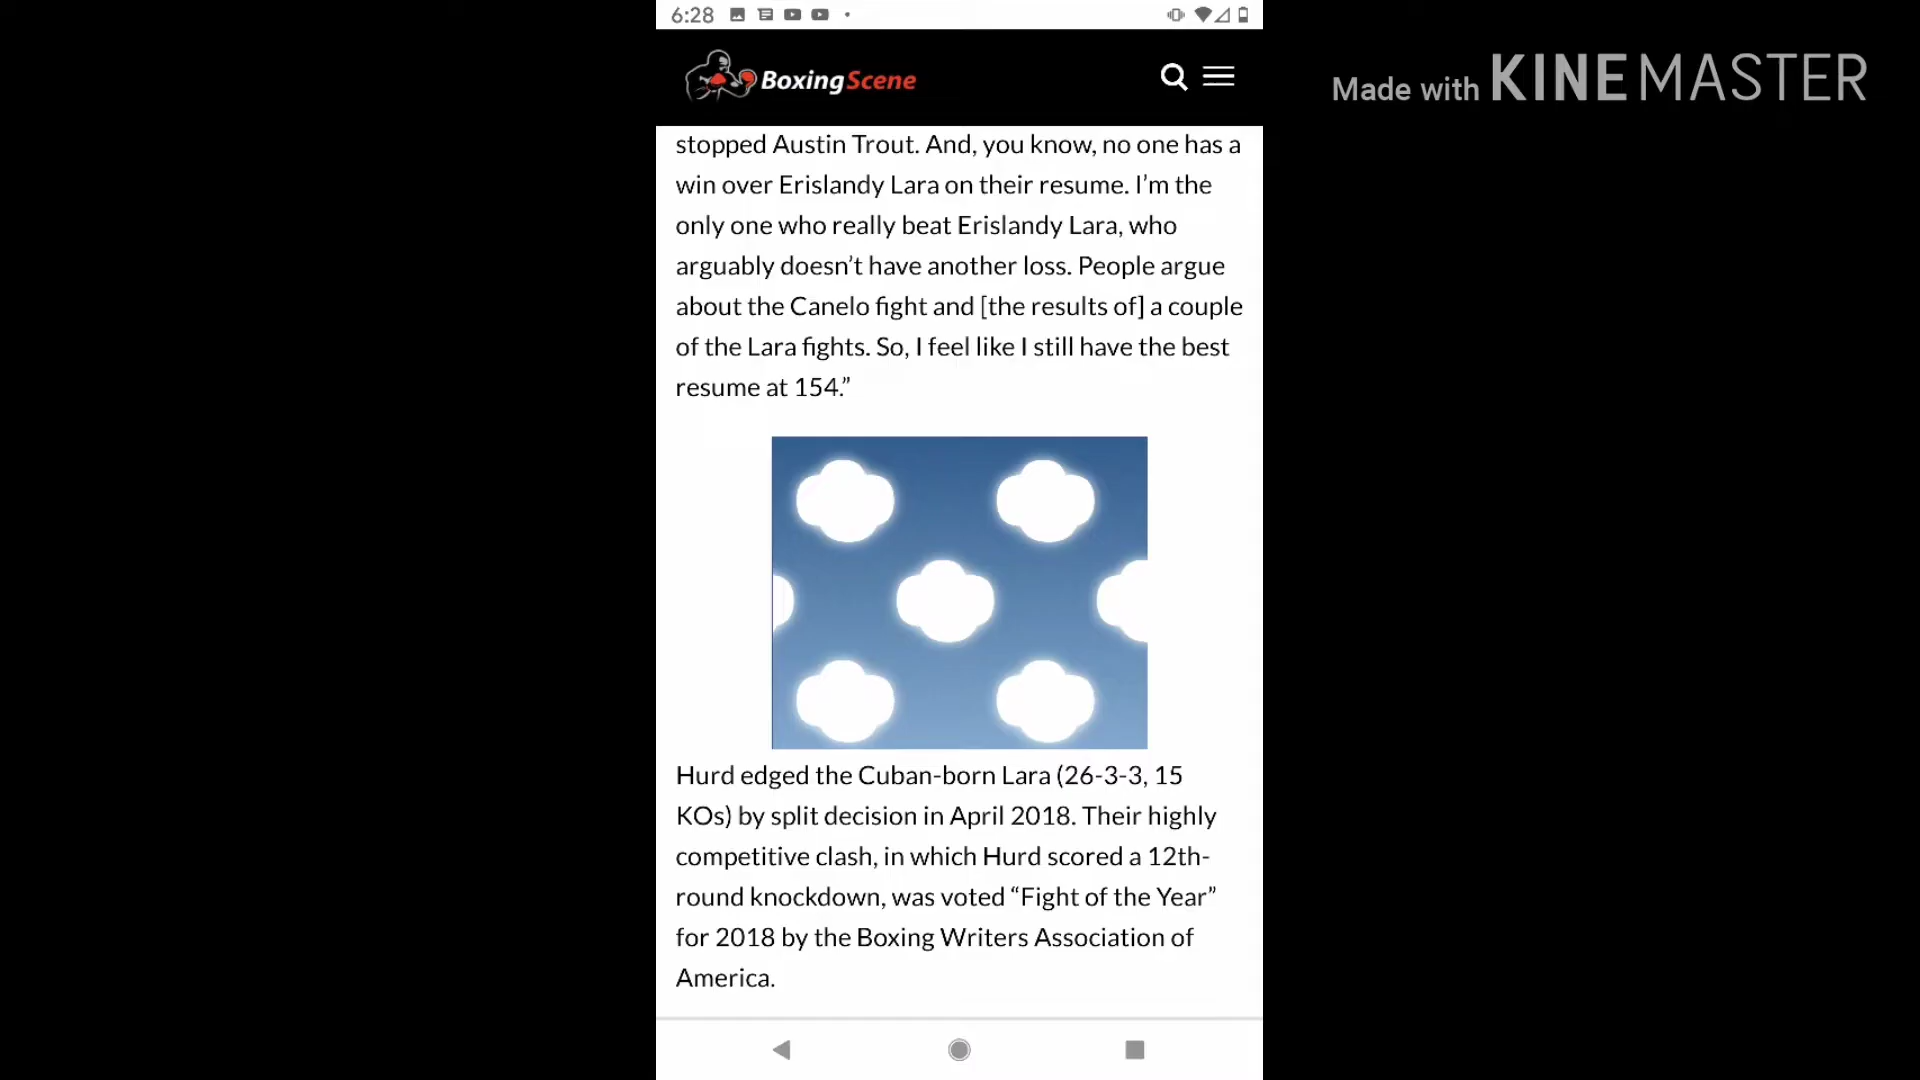 6:28
BoxingScene
Made with KINEMASTER
stopped Austin Trout. And, you know, no one has a
win over Erislandy Lara on their resume. I’m the
only one who really beat Erislandy Lara, who
arguably doesn’t have another loss. People argue
about the Canelo fight and [the results of] a couple
of the Lara fights. So, I feel like I still have the best
resume at 154.”
Hurd edged the Cuban-born Lara (26-3-3, 15
KOs) by split decision in April 2018. Their highly
competitive clash, in which Hurd scored a 12th-
round knockdown, was voted “Fight of the Year”
for 2018 by the Boxing Writers Association of
America.